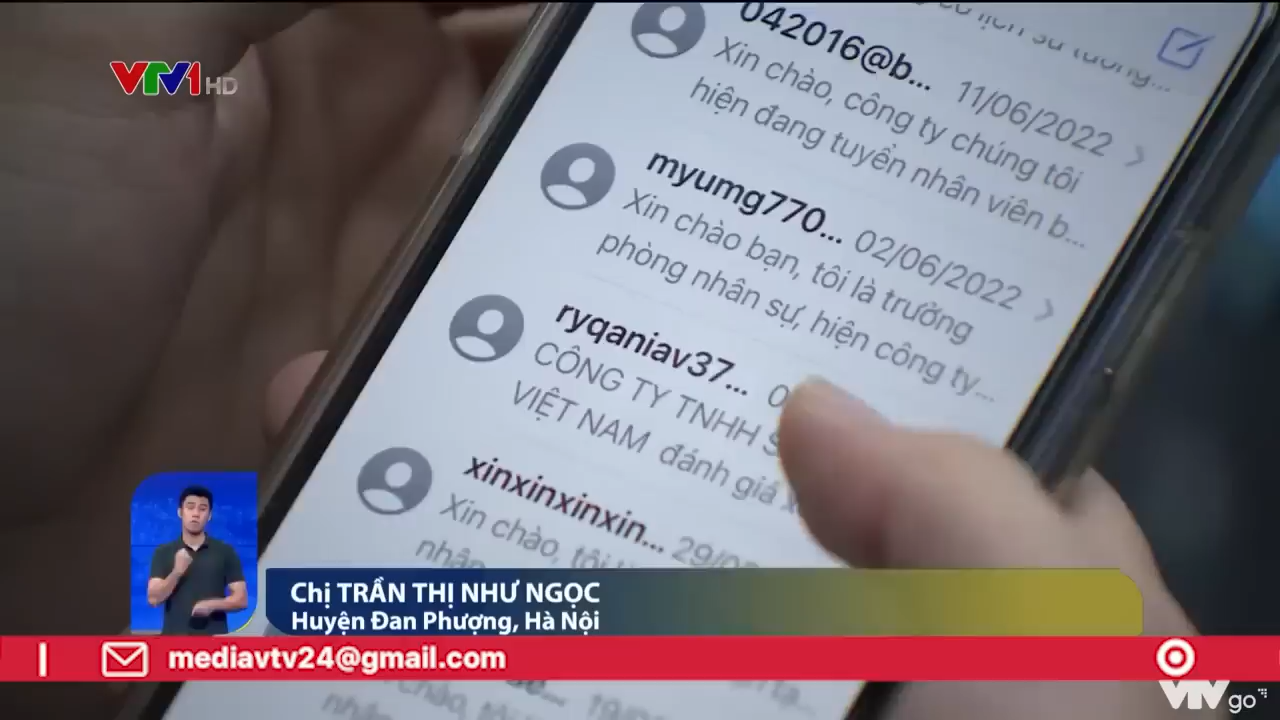 VTV1 HD
042016@b... 11/06/2022
Xin chào, công ty chúng tôi
hiện đang tuyển nhân viên b...
myumg770... 02/06/2022
Xin chào bạn, tôi là trưởng
phòng nhân sự, hiện công ty...
ryqaniav37...
CÔNG TY TNHH
VIỆT NAM đánh giá
xinxinxinxin...
Xin chào, tôi
nhân
Chị TRẦN THỊ NHƯ NGỌC
Huyện Đan Phượng, Hà Nội
mediavtv24@gmail.com
VTV go